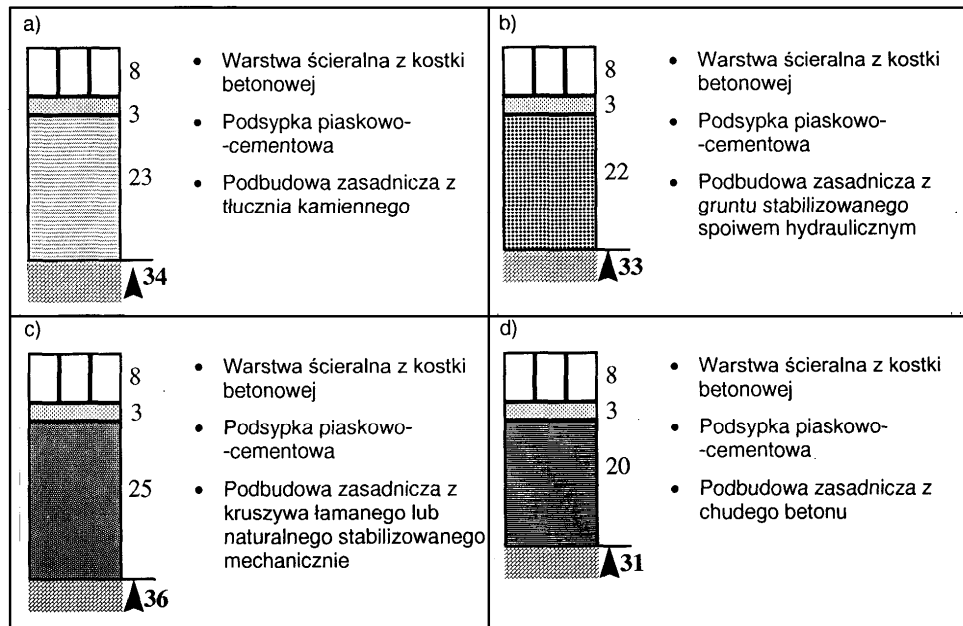 a)
8
3
23
34
• Warstwa ścieralna z kostki
betonowej
• Podsypka piaskowo-
-cementowa
• Podbudowa zasadnicza z
tłucznia kamiennego
b)
8
3
22
33
• Warstwa ścieralna z kostki
betonowej
• Podsypka piaskowo-
-cementowa
• Podbudowa zasadnicza z
gruntu stabilizowanego
spoiwem hydraulicznym
c)
8
3
25
36
• Warstwa ścieralna z kostki
betonowej
• Podsypka piaskowo-
-cementowa
• Podbudowa zasadnicza z
kruszywa łamanego lub
naturalnego stabilizowanego
mechanicznie
d)
8
3
20
31
• Warstwa ścieralna z kostki
betonowej
• Podsypka piaskowo-
-cementowa
• Podbudowa zasadnicza z
chudego betonu